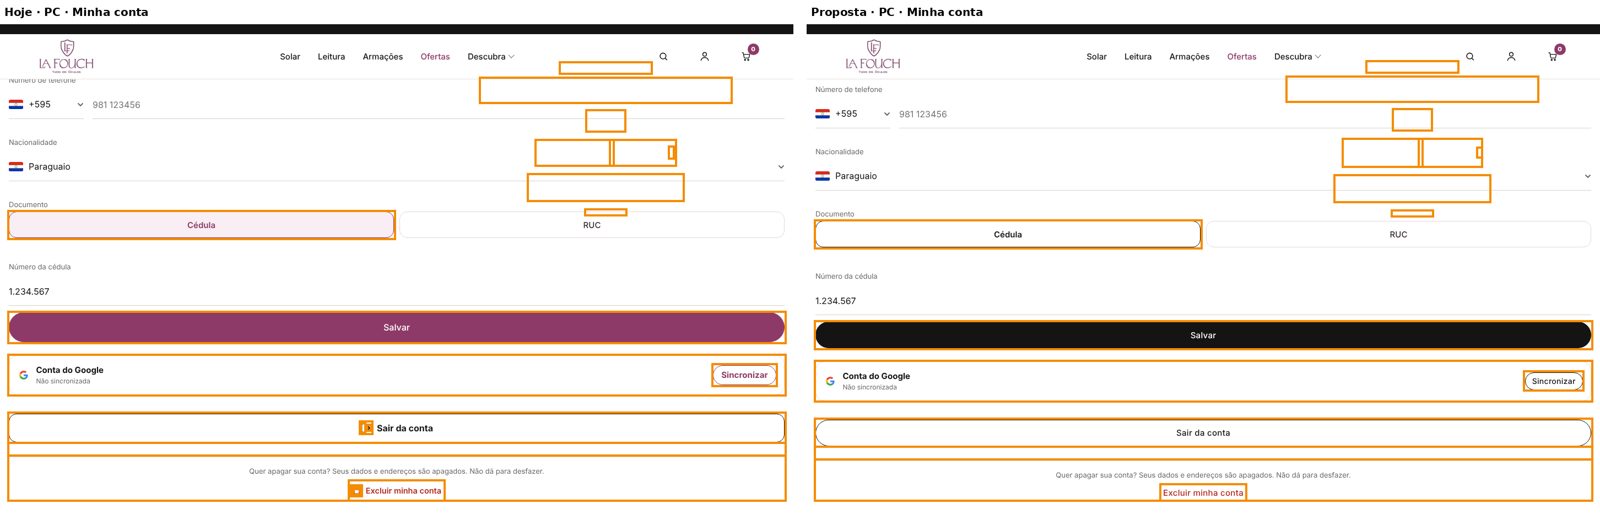 Hoje · PC · Minha conta
LF
LA FOUCH
Solar Leitura Armações Ofertas Descubra
0
Número de telefone
+595 981 123456
Nacionalidade
Paraguaio
Documento
Cédula RUC
Número da cédula
1.234.567
Salvar
Conta do Google
Não sincronizada
Sincronizar
Sair da conta
Quer apagar sua conta? Seus dados e endereços são apagados. Não dá para desfazer.
Excluir minha conta
Proposta · PC · Minha conta
LF
LA FOUCH
Solar Leitura Armações Ofertas Descubra
0
Número de telefone
+595 981 123456
Nacionalidade
Paraguaio
Documento
Cédula RUC
Número da cédula
1.234.567
Salvar
Conta do Google
Não sincronizada
Sincronizar
Sair da conta
Quer apagar sua conta? Seus dados e endereços são apagados. Não dá para desfazer.
Excluir minha conta